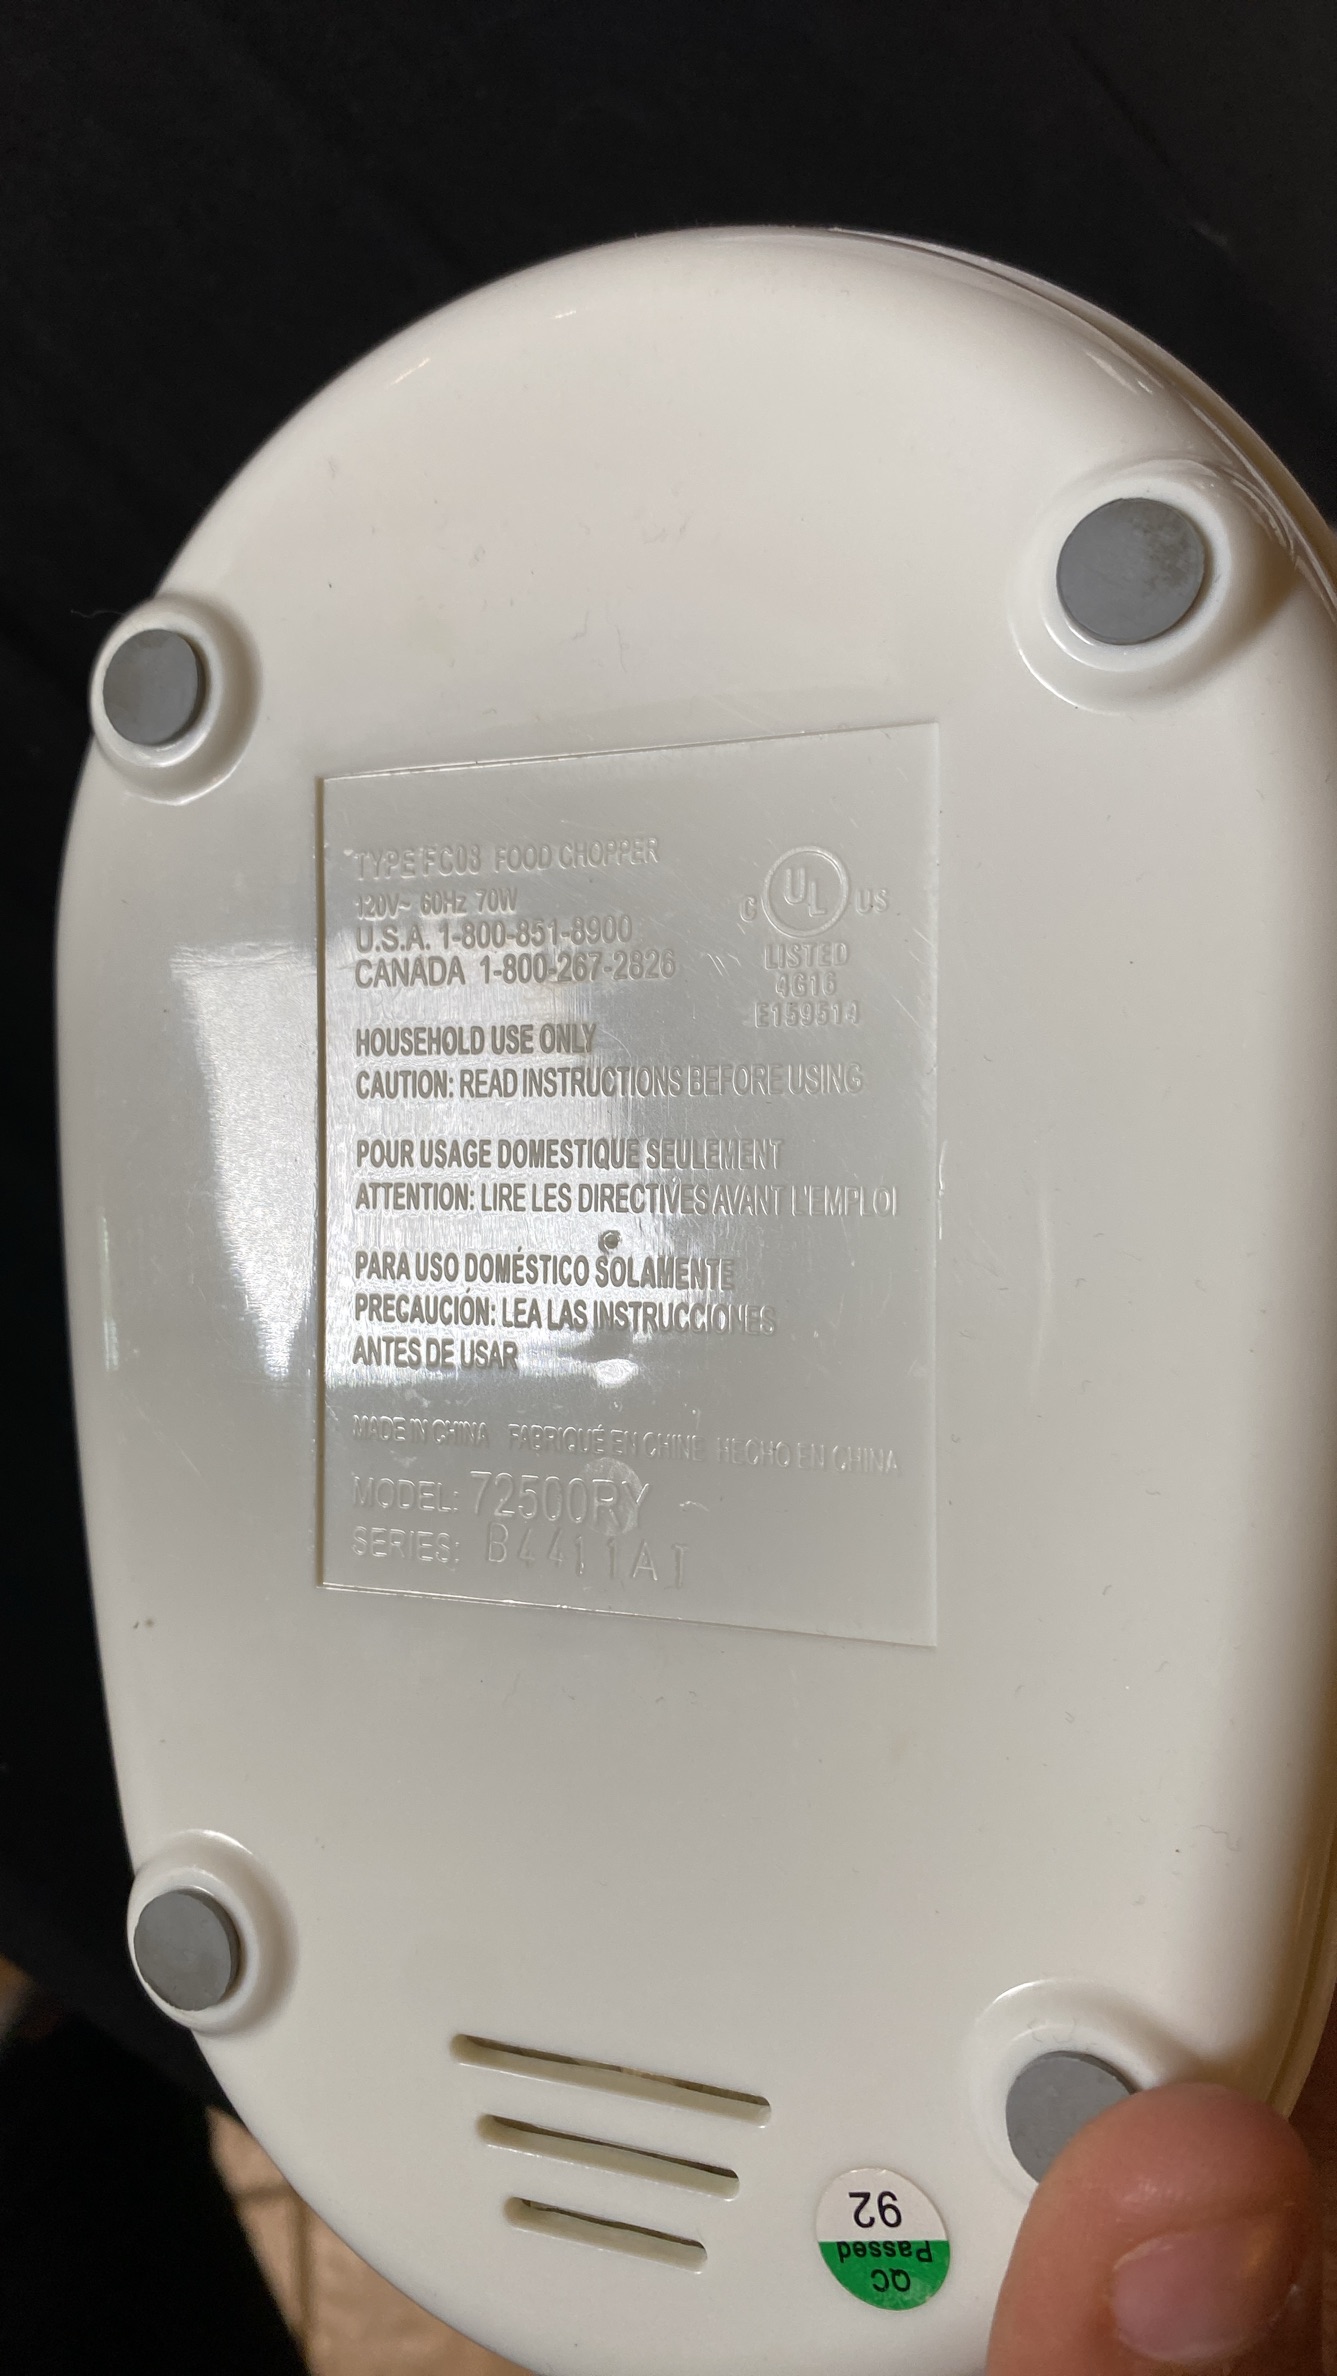 TYPE FC03 FOOD CHOPPER
120V~ 60Hz 70W
U.S.A. 1-800-851-8900
CANADA 1-800-267-2826
C UL US
LISTED
4G16
E159514
HOUSEHOLD USE ONLY
CAUTION: READ INSTRUCTIONS BEFORE USING
POUR USAGE DOMESTIQUE SEULEMENT
ATTENTION: LIRE LES DIRECTIVES AVANT L'EMPLOI
PARA USO DOMÉSTICO SOLAMENTE
PRECAUCIÓN: LEA LAS INSTRUCCIONES
ANTES DE USAR
MADE IN CHINA FABRIQUÉ EN CHINE HECHO EN CHINA
MODEL: 72500RY
SERIES: B4411AI
QC
Passed
92